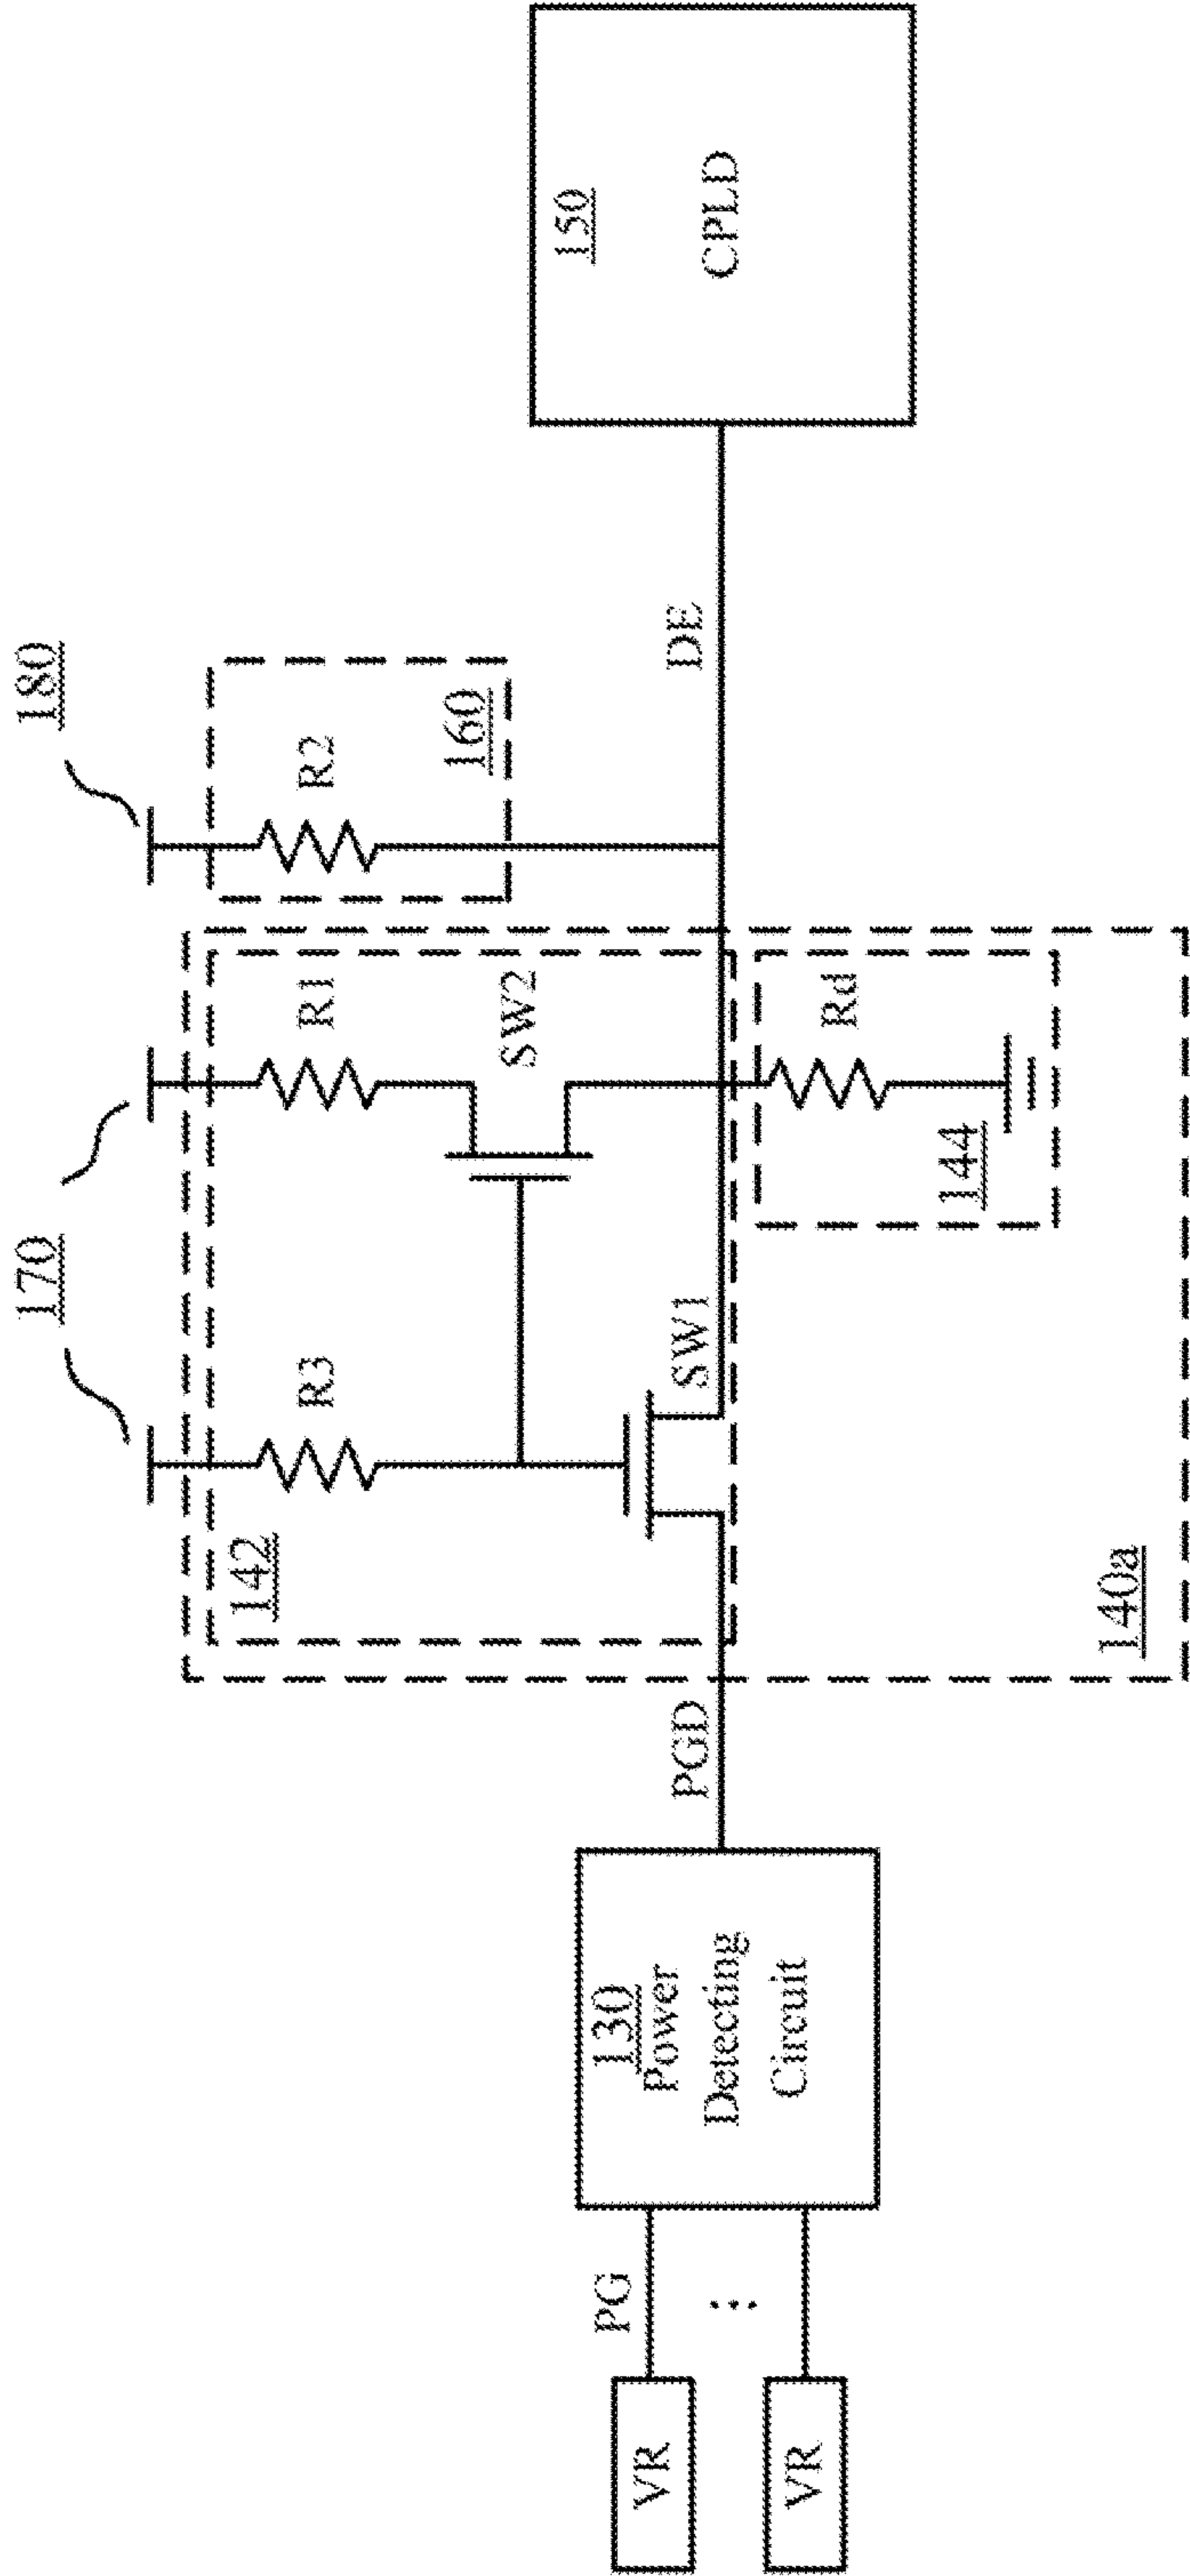 170
180
142
R3
R1
R2
SW2
160
SW1
PG
VR
⋮
VR
130
Power
Detecting
Circuit
PGD
DE
Rd
144
140a
150
CPLD